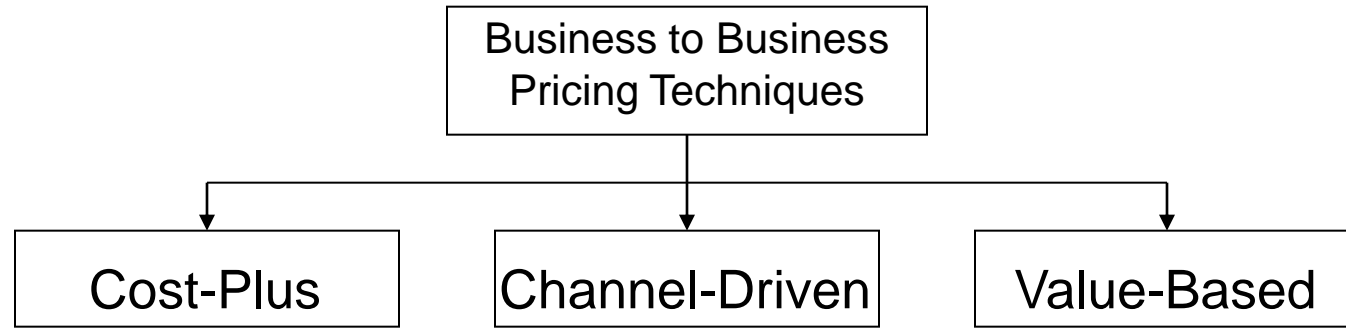 Business to Business
Pricing Techniques
Cost-Plus
Channel-Driven
Value-Based